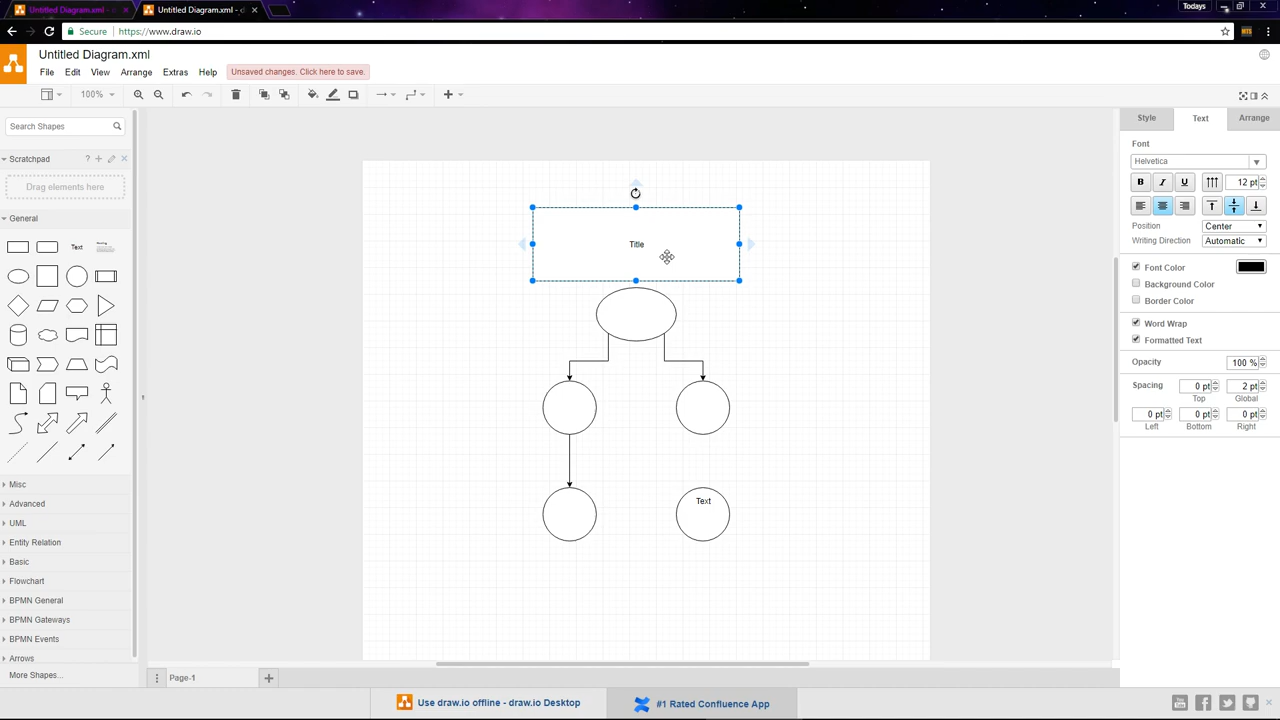 Untitled Diagram.xml -
Untitled Diagram.xml - d
Todays
Secure
https://www.draw.io
Untitled Diagram.xml
File Edit View Arrange Extras Help
Unsaved changes. Click here to save.
100%
Search Shapes
Scratchpad
?
Drag elements here
General
Text
Misc
Advanced
UML
Entity Relation
Basic
Flowchart
BPMN General
BPMN Gateways
BPMN Events
Arrows
More Shapes...
Title
Text
Page-1
Style Text Arrange
Font
Helvetica
B I U 12 pt
Position Center
Writing Direction Automatic
Font Color
Background Color
Border Color
Word Wrap
Formatted Text
Opacity 100 %
Spacing 0 pt 2 pt
Top Global
0 pt 0 pt 0 pt
Left Bottom Right
Use draw.io offline - draw.io Desktop
#1 Rated Confluence App
You